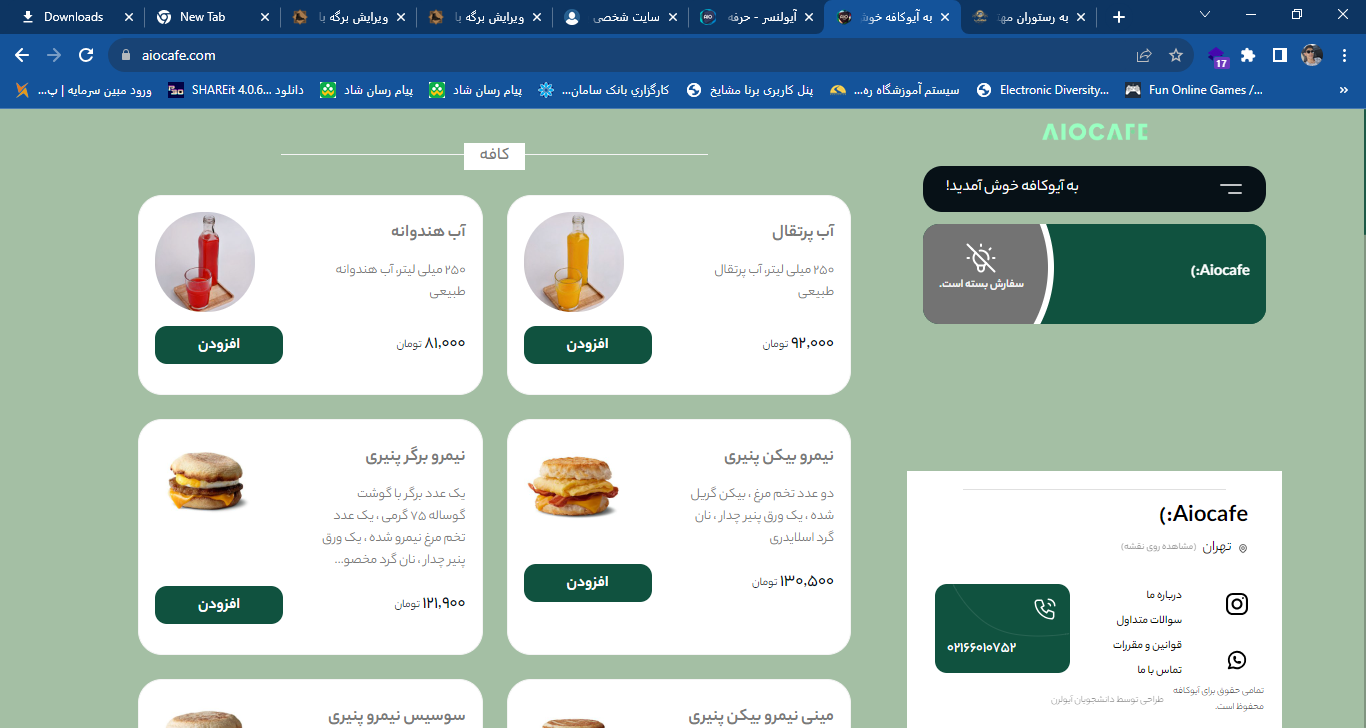 Downloads
New Tab
ویرایش برگه با
ویرایش برگه با
سایت شخصی
آیولنسر - حرفه
به آیوکافه خوش
به رستوران مهن
aiocafe.com
17
ورود مبین سرمایه | پ...
SHAREit 4.0.6... دانلود
پیام رسان شاد
پیام رسان شاد
کارگزاري بانک سامان...
پنل کاربری برنا مشایخ
سیستم آموزشگاه ره...
Electronic Diversity...
Fun Online Games /...
»
AIOCAFE
به آیوکافه خوش آمدید!
Aiocafe:)
سفارش بسته است.
کافه
آب پرتقال
۲۵۰ میلی لیتر، آب پرتقال
طبیعی
۹۲,۰۰۰ تومان
افزودن
آب هندوانه
۲۵۰ میلی لیتر، آب هندوانه
طبیعی
۸۱,۰۰۰ تومان
افزودن
نیمرو بیکن پنیری
دو عدد تخم مرغ ، بیکن گریل
شده ، یک ورق پنیر چدار ، نان
گرد اسلایدری
۱۳۰,۵۰۰ تومان
افزودن
نیمرو برگر پنیری
یک عدد برگر با گوشت
گوساله ۷۵ گرمی ، یک عدد
تخم مرغ نیمرو شده ، یک ورق
پنیر چدار ، نان گرد مخصو...
۱۲۱,۹۰۰ تومان
افزودن
مینی نیمرو بیکن پنیری
سوسیس نیمرو پنیری
Aiocafe:)
تهران (مشاهده روی نقشه)
درباره ما
سوالات متداول
قوانین و مقررات
تماس با ما
۰۲۱۶۶۰۱۰۷۵۲
تمامی حقوق برای آیوکافه
محفوظ است.
طراحی توسط دانشجویان آیولرن